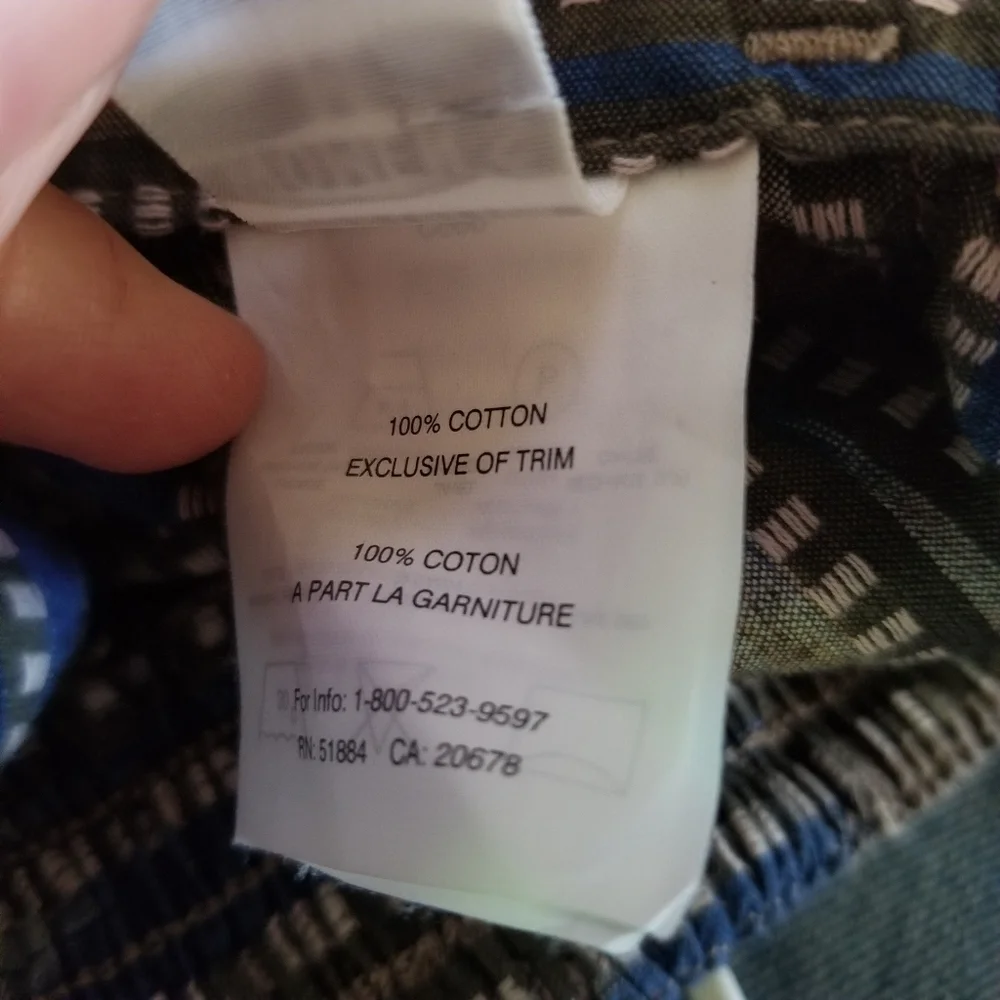 100% COTTON
EXCLUSIVE OF TRIM
100% COTON
A PART LA GARNITURE
For Info: 1-800-523-9597
RN: 51884 CA: 20678